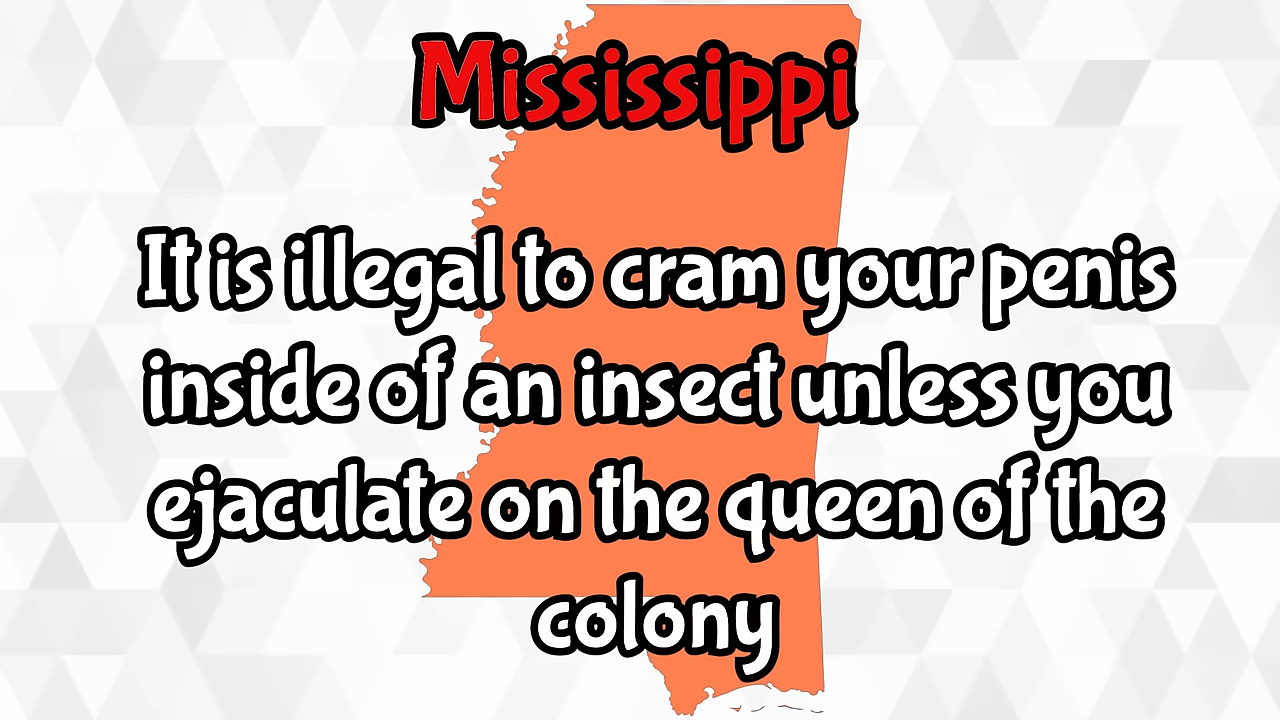 Mississippi
It is illegal to cram your penis
inside of an insect unless you
ejaculate on the queen of the
colony